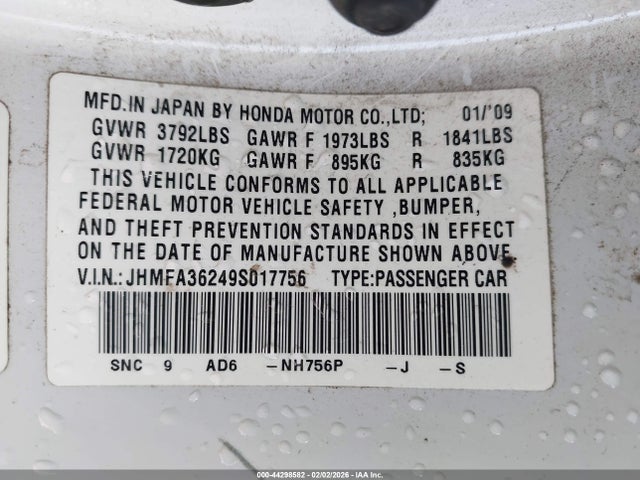 MFD.IN JAPAN BY HONDA MOTOR CO.,LTD; 01/'09
GVWR 3792LBS GAWR F 1973LBS R 1841LBS
GVWR 1720KG GAWR F 895KG R 835KG
THIS VEHICLE CONFORMS TO ALL APPLICABLE
FEDERAL MOTOR VEHICLE SAFETY ,BUMPER,
AND THEFT PREVENTION STANDARDS IN EFFECT
ON THE DATE OF MANUFACTURE SHOWN ABOVE
V.I.N.:JHMFA36249S017756 TYPE:PASSENGER CAR
SNC 9 AD6 -NH756P -J -S
000-44298582 - 02/02/2026 - IAA Inc.